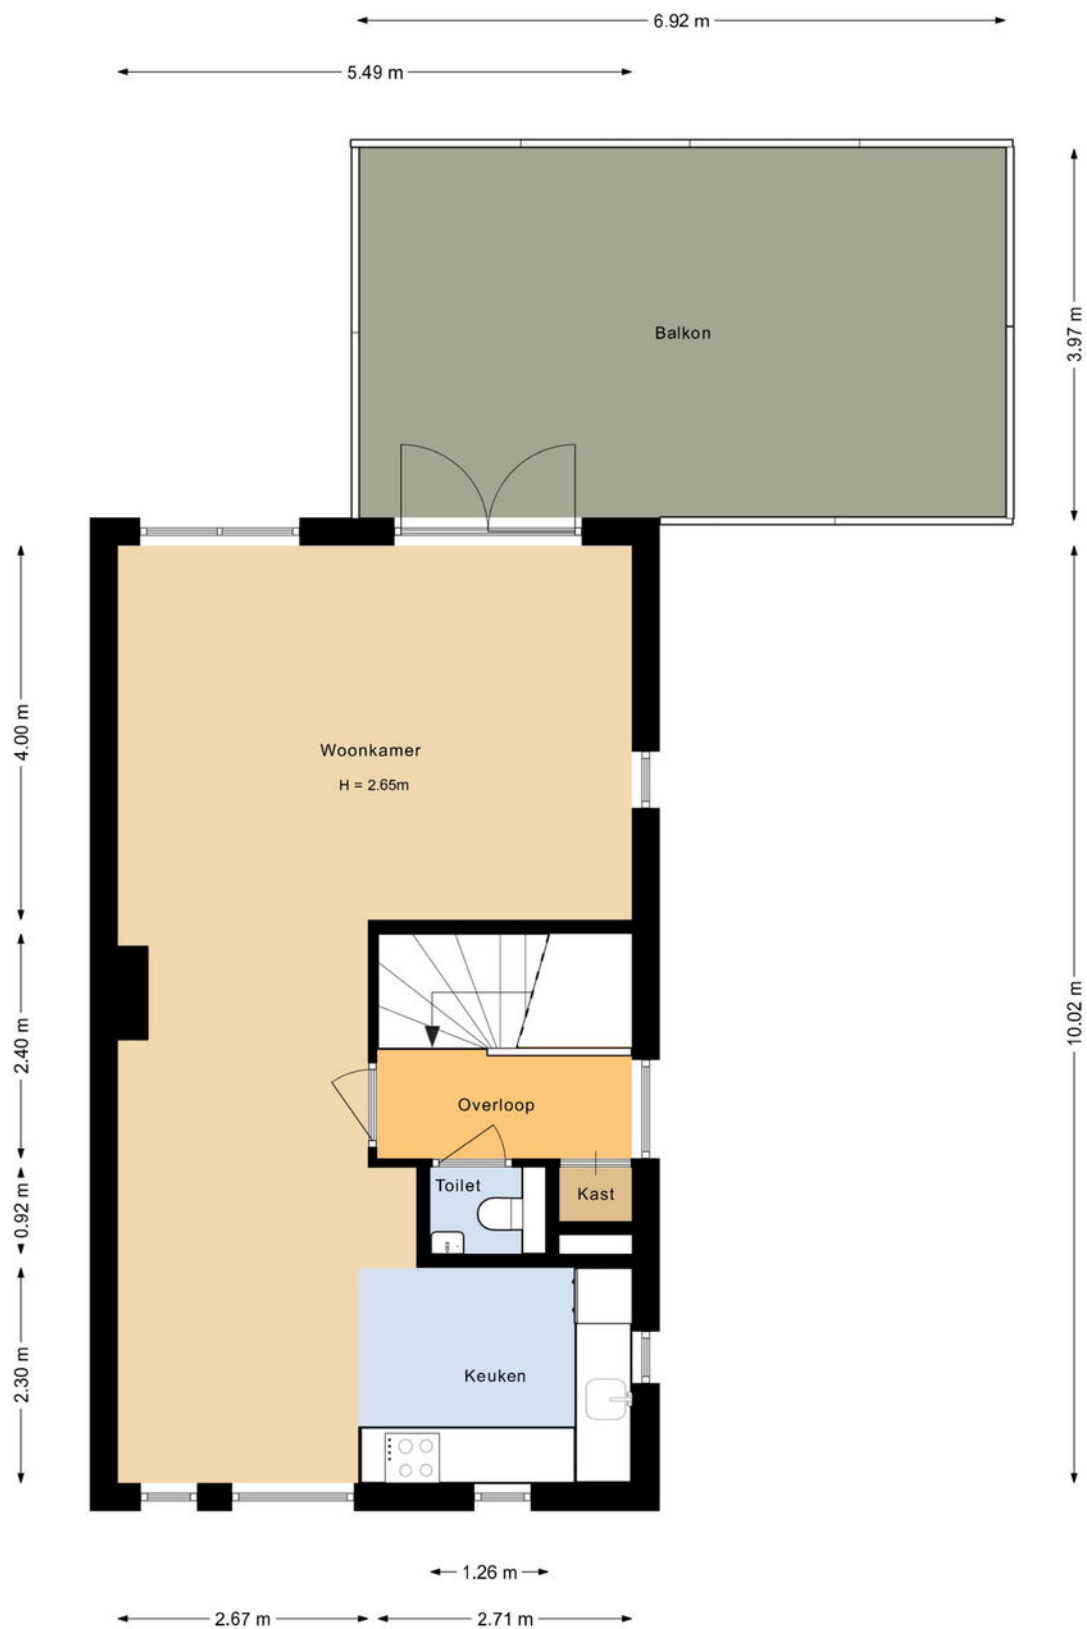 6.92 m
5.49 m
Balkon
3.97 m
4.00 m
Woonkamer
H = 2.65m
2.40 m
10.02 m
Overloop
0.92 m
Toilet
Kast
2.30 m
Keuken
1.26 m
2.67 m
2.71 m